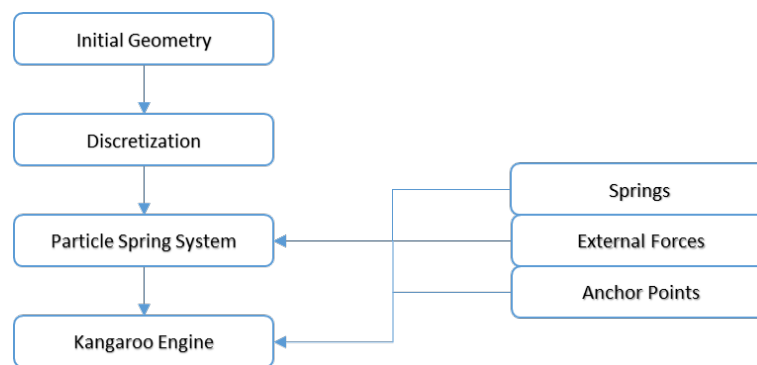 Initial Geometry
Discretization
Springs
Particle Spring System
External Forces
Anchor Points
Kangaroo Engine